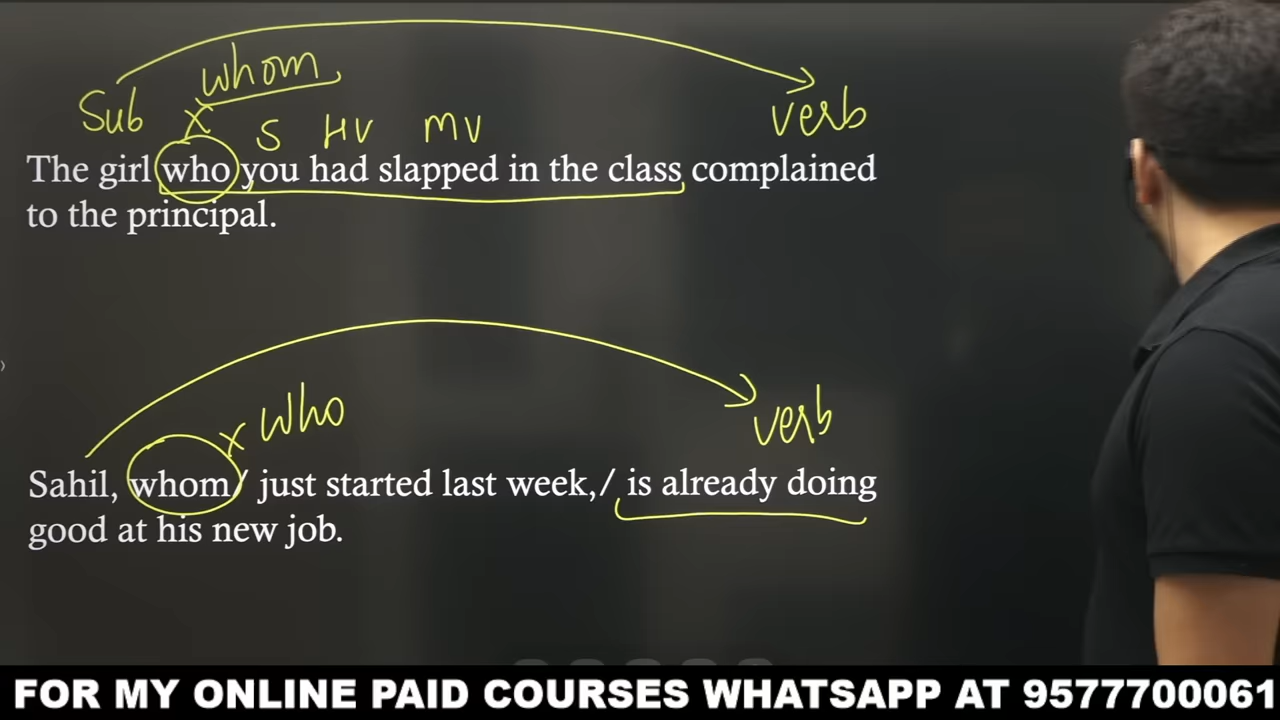 whom
Sub x verb
S HV MV
The girl who you had slapped in the class complained
to the principal.
x who
verb
Sahil, whom/ just started last week,/ is already doing
good at his new job.
FOR MY ONLINE PAID COURSES WHATSAPP AT 9577700061